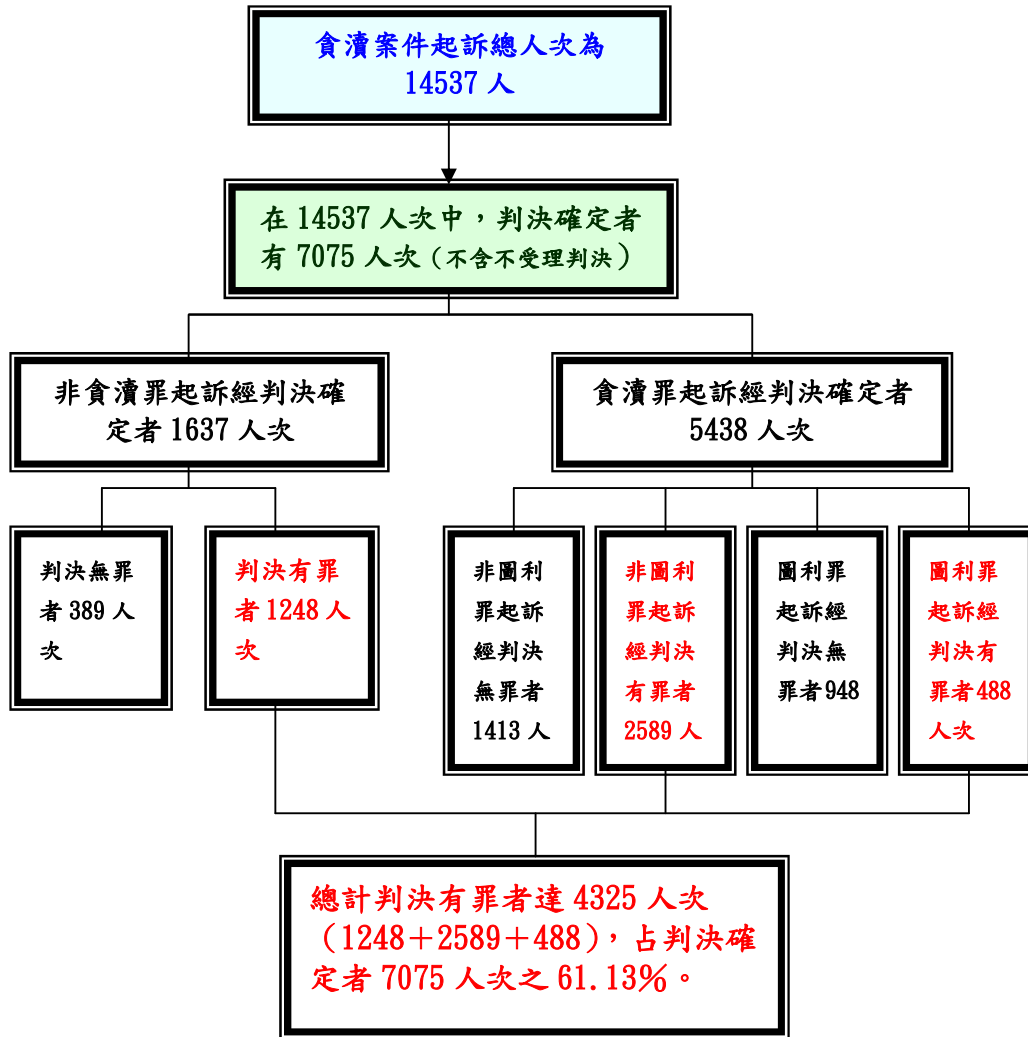 貪瀆案件起訴總人次為
14537 人
在 14537 人次中，判決確定者
有 7075 人次（不含不受理判決）
非貪瀆罪起訴經判決確
定者 1637 人次
貪瀆罪起訴經判決確定者
5438 人次
判決無罪
者 389 人
次
判決有罪
者 1248 人
次
非圖利
罪起訴
經判決
無罪者
1413 人
非圖利
罪起訴
經判決
有罪者
2589 人
圖利罪
起訴經
判決無
罪者 948
圖利罪
起訴經
判決有
罪者 488
人次
總計判決有罪者達 4325 人次
（1248＋2589＋488），占判決確
定者 7075 人次之 61.13％。